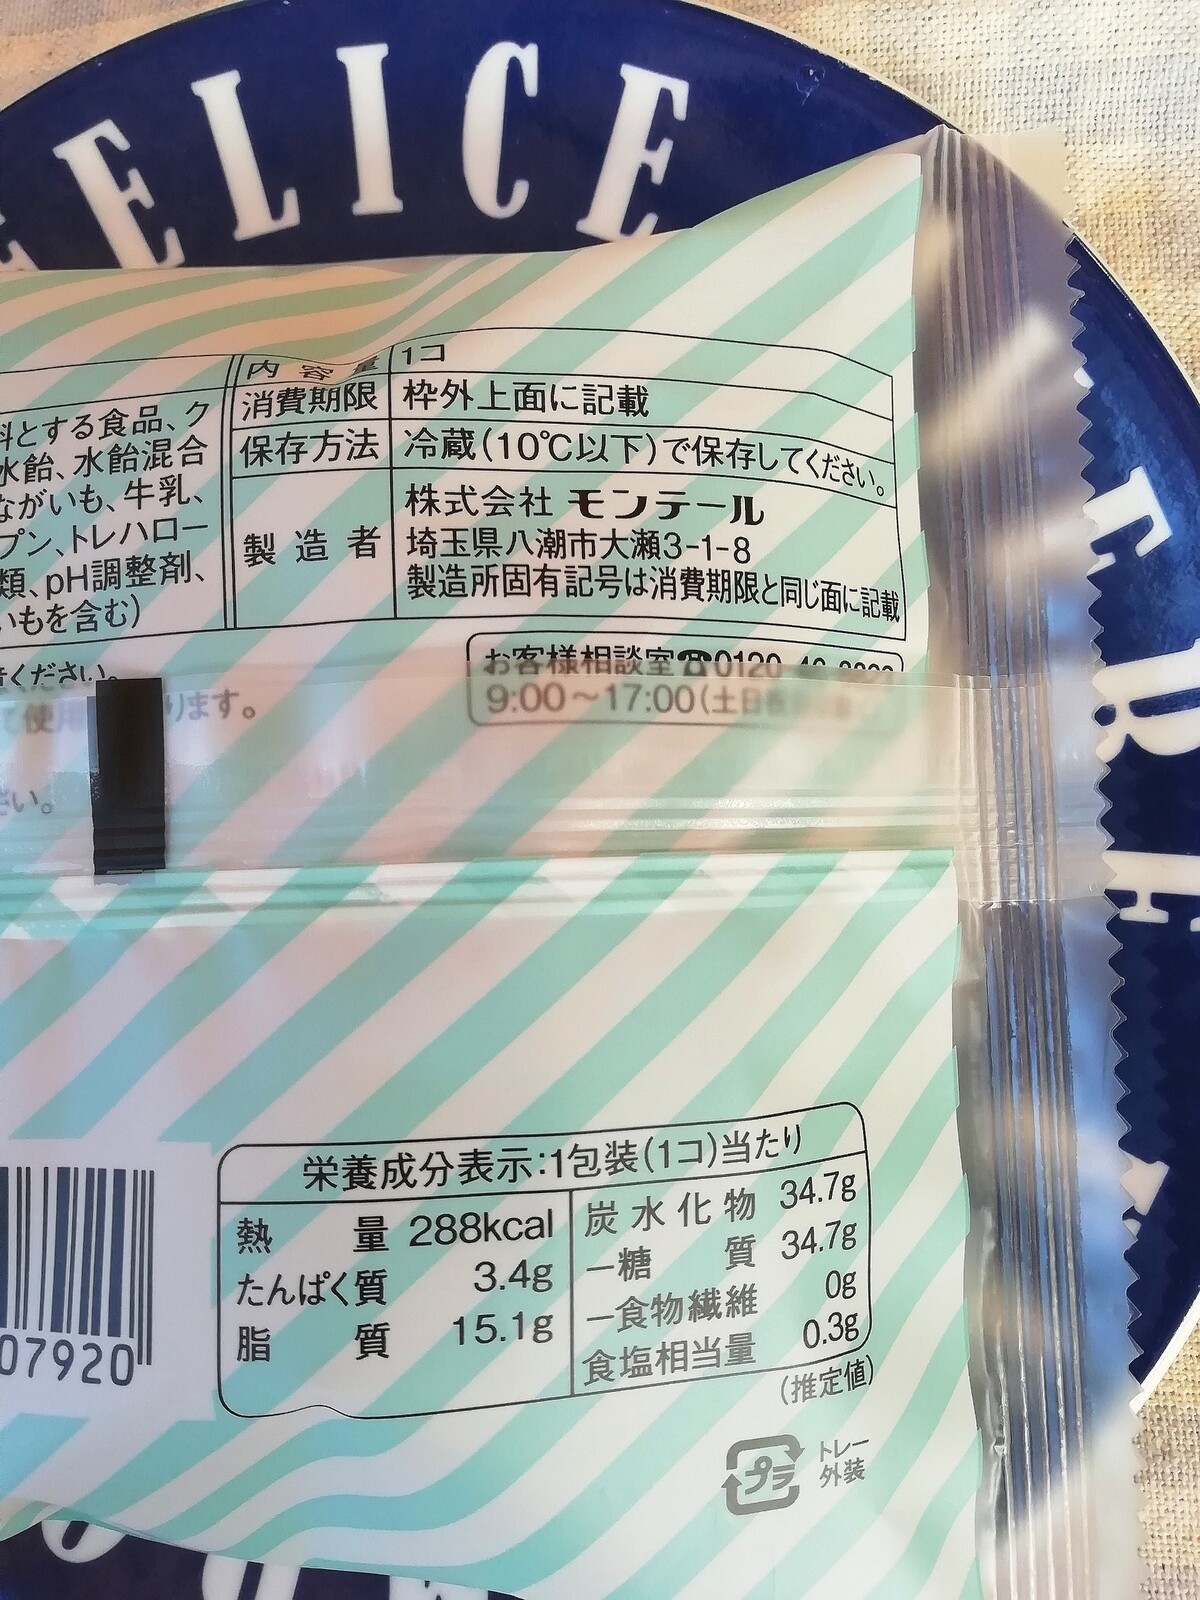 ELICE
内容量 1コ
消費期限 枠外上面に記載
保存方法 冷蔵(10℃以下)で保存してください。
製造者 株式会社 モンテール
埼玉県八潮市大瀬3-1-8
製造所固有記号は消費期限と同じ面に記載
料とする食品、ク
水飴、水飴混合
ながいも、牛乳、
プン、トレハロー
類、pH調整剤、
いもを含む)
ください。
ります。
さい。
お客様相談室☎0120
9:00～17:00(土日
栄養成分表示:1包装(1コ)当たり
熱量 288kcal
たんぱく質 3.4g
脂質 15.1g
炭水化物 34.7g
―糖質 34.7g
―食物繊維 0g
食塩相当量 0.3g
(推定値)
07920
プラ
トレー
外装